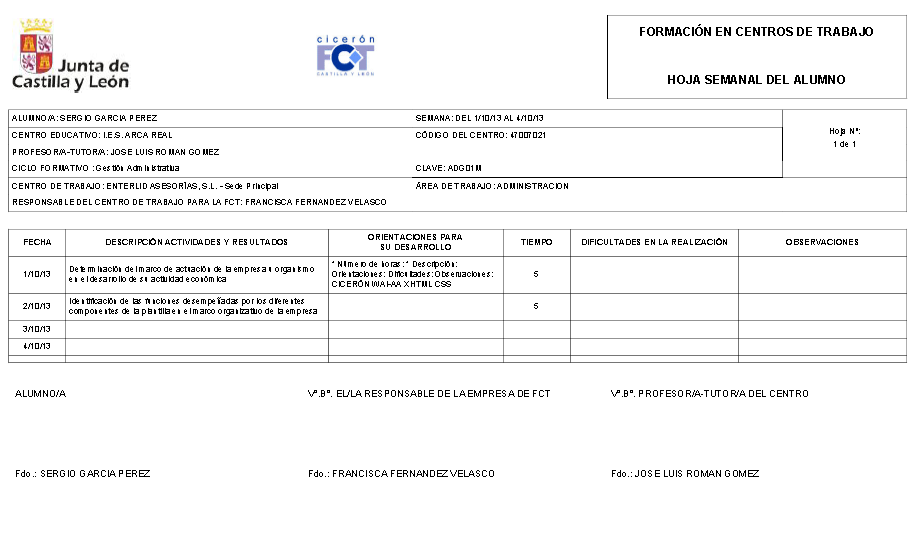 Junta de
Castilla y León
cicerón
FCT
CASTILLA Y LEÓN
FORMACIÓN EN CENTROS DE TRABAJO
HOJA SEMANAL DEL ALUMNO
ALUMNO/A: SERGIO GARCIA PEREZ
SEMANA: DEL 1/10/13 AL 4/10/13
Hoja Nº:
1 de 1
CENTRO EDUCATIVO: I.E.S. ARCA REAL
CÓDIGO DEL CENTRO: 47007021
PROFESOR/A-TUTOR/A: JOSE LUIS ROMAN GOMEZ
CICLO FORMATIVO : Gestión Administrativa
CLAVE: ADG01M
CENTRO DE TRABAJO: ENTERLID ASESORÍAS, S.L. - Sede Principal
ÁREA DE TRABAJO: ADMINISTRACION
RESPONSABLE DEL CENTRO DE TRABAJO PARA LA FCT: FRANCISCA FERNANDEZ VELASCO
FECHA
DESCRIPCIÓN ACTIVIDADES Y RESULTADOS
ORIENTACIONES PARA
SU DESARROLLO
TIEMPO
DIFICULTADES EN LA REALIZACIÓN
OBSERVACIONES
1/10/13
Determinación del marco de actuación de la empresa u organismo
en el desarrollo de su actividad económica
* Número de horas: * Descripción:
Orientaciones: Dificultades: Observaciones:
CICERÓN WAI-AA XHTML CSS
5
2/10/13
Identificación de las funciones desempeñadas por los diferentes
componentes de la plantilla en el marco organizativo de la empresa
5
3/10/13
4/10/13
ALUMNO/A
Vº.Bº. EL/LA RESPONSABLE DE LA EMPRESA DE FCT
Vº.Bº. PROFESOR/A-TUTOR/A DEL CENTRO
Fdo.: SERGIO GARCIA PEREZ
Fdo.: FRANCISCA FERNANDEZ VELASCO
Fdo.: JOSE LUIS ROMAN GOMEZ